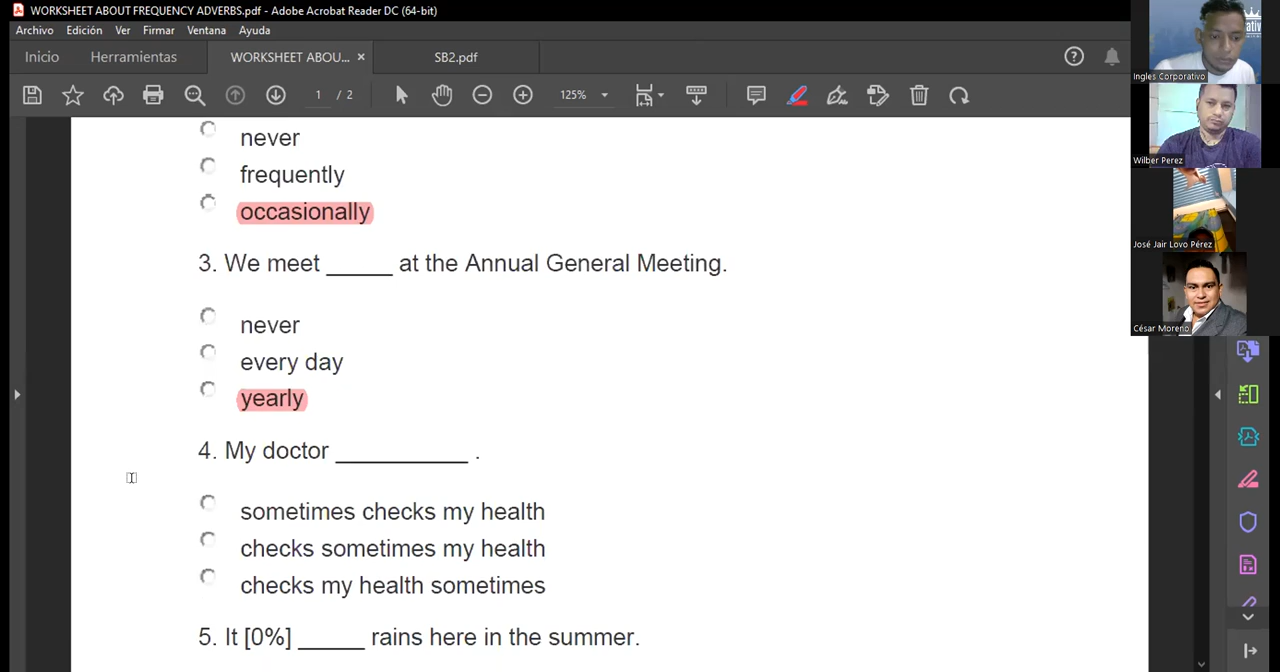 WORKSHEET ABOUT FREQUENCY ADVERBS.pdf - Adobe Acrobat Reader DC (64-bit)
Archivo Edición Ver Firmar Ventana Ayuda
Inicio Herramientas WORKSHEET ABOU... × SB2.pdf
1 / 2 125%
never
frequently
occasionally
3. We meet _____ at the Annual General Meeting.
never
every day
yearly
4. My doctor __________ .
sometimes checks my health
checks sometimes my health
checks my health sometimes
5. It [0%] _____ rains here in the summer.
Ingles Corporativo
Wilber Perez
José Jair Lovo Pérez
César Moreno